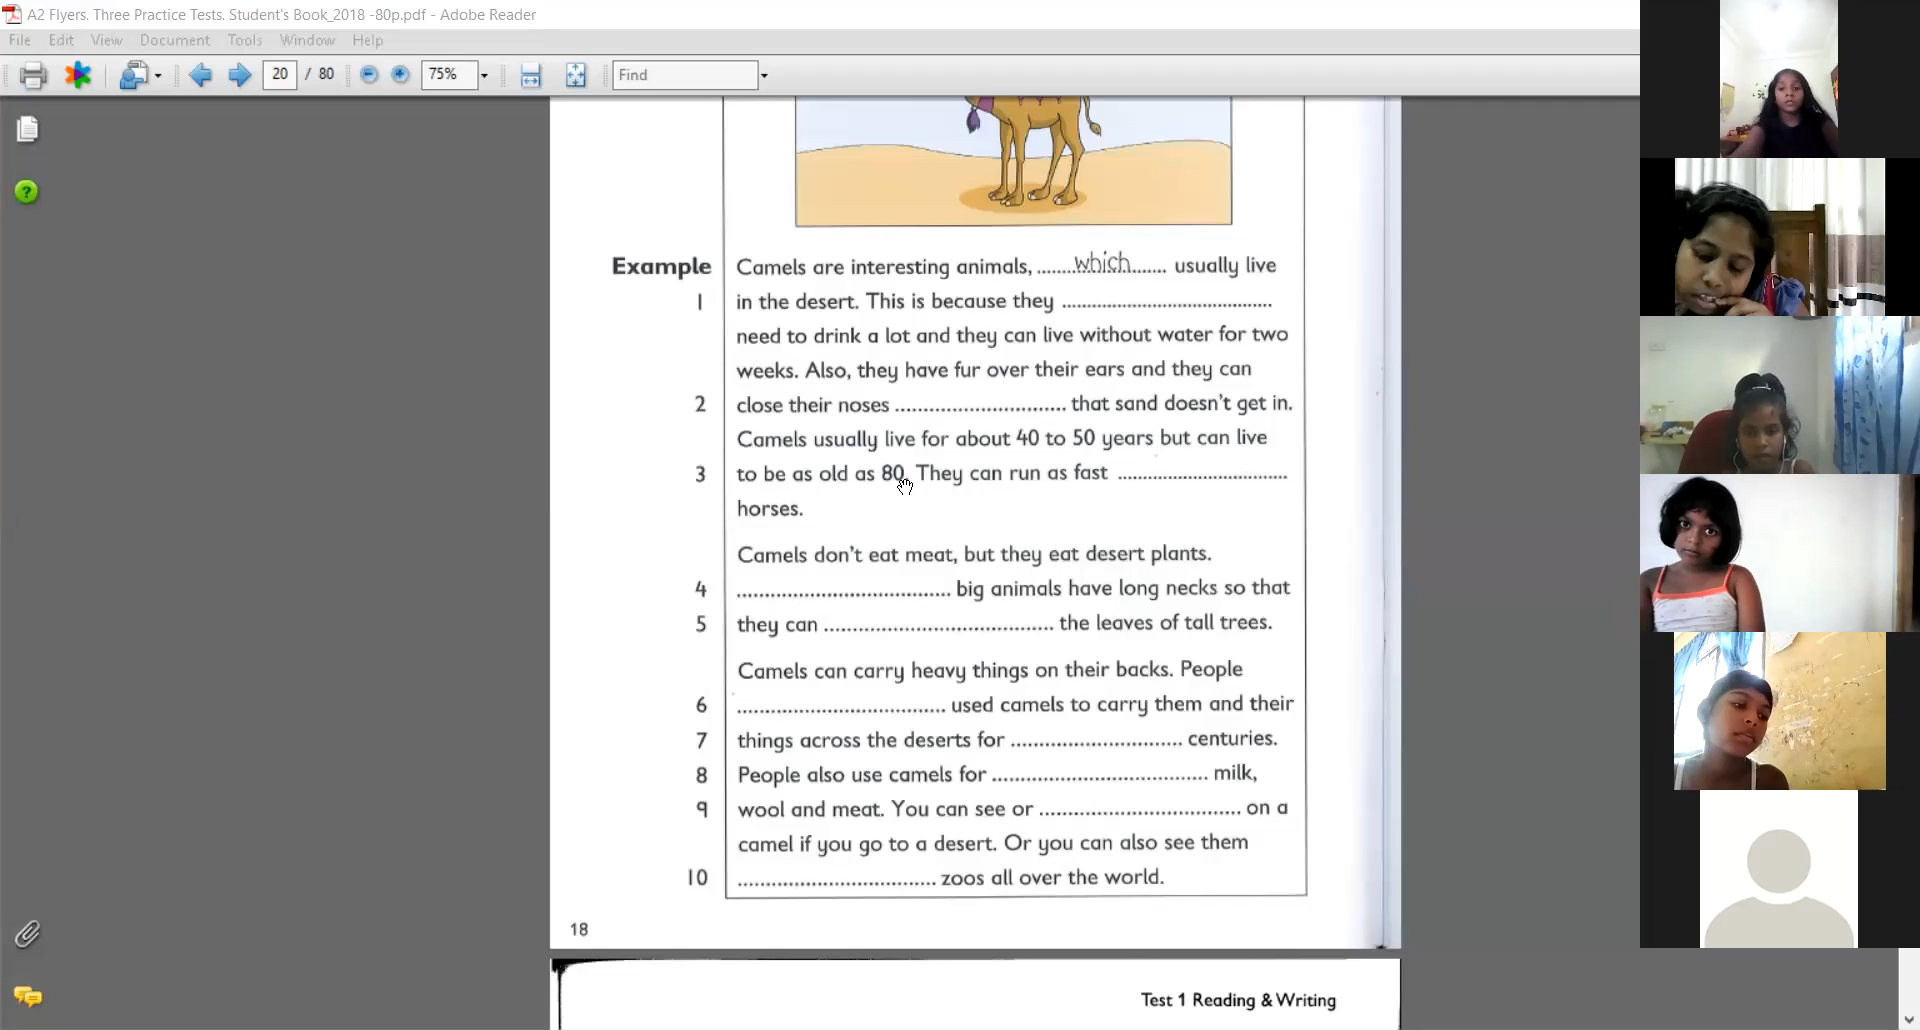 A2 Flyers. Three Practice Tests. Student's Book_2018 -80p.pdf - Adobe Reader
File Edit View Document Tools Window Help
20 / 80 75% Find
Example Camels are interesting animals, ............which......... usually live
1 in the desert. This is because they ..........................................
need to drink a lot and they can live without water for two
weeks. Also, they have fur over their ears and they can
2 close their noses .................................. that sand doesn't get in.
Camels usually live for about 40 to 50 years but can live
3 to be as old as 80. They can run as fast ..................................
horses.
Camels don't eat meat, but they eat desert plants.
4 .......................................... big animals have long necks so that
5 they can .............................................. the leaves of tall trees.
Camels can carry heavy things on their backs. People
6 .......................................... used camels to carry them and their
7 things across the deserts for .................................. centuries.
8 People also use camels for .......................................... milk,
9 wool and meat. You can see or ........................................ on a
camel if you go to a desert. Or you can also see them
10 ........................................ zoos all over the world.
18
Test 1 Reading & Writing